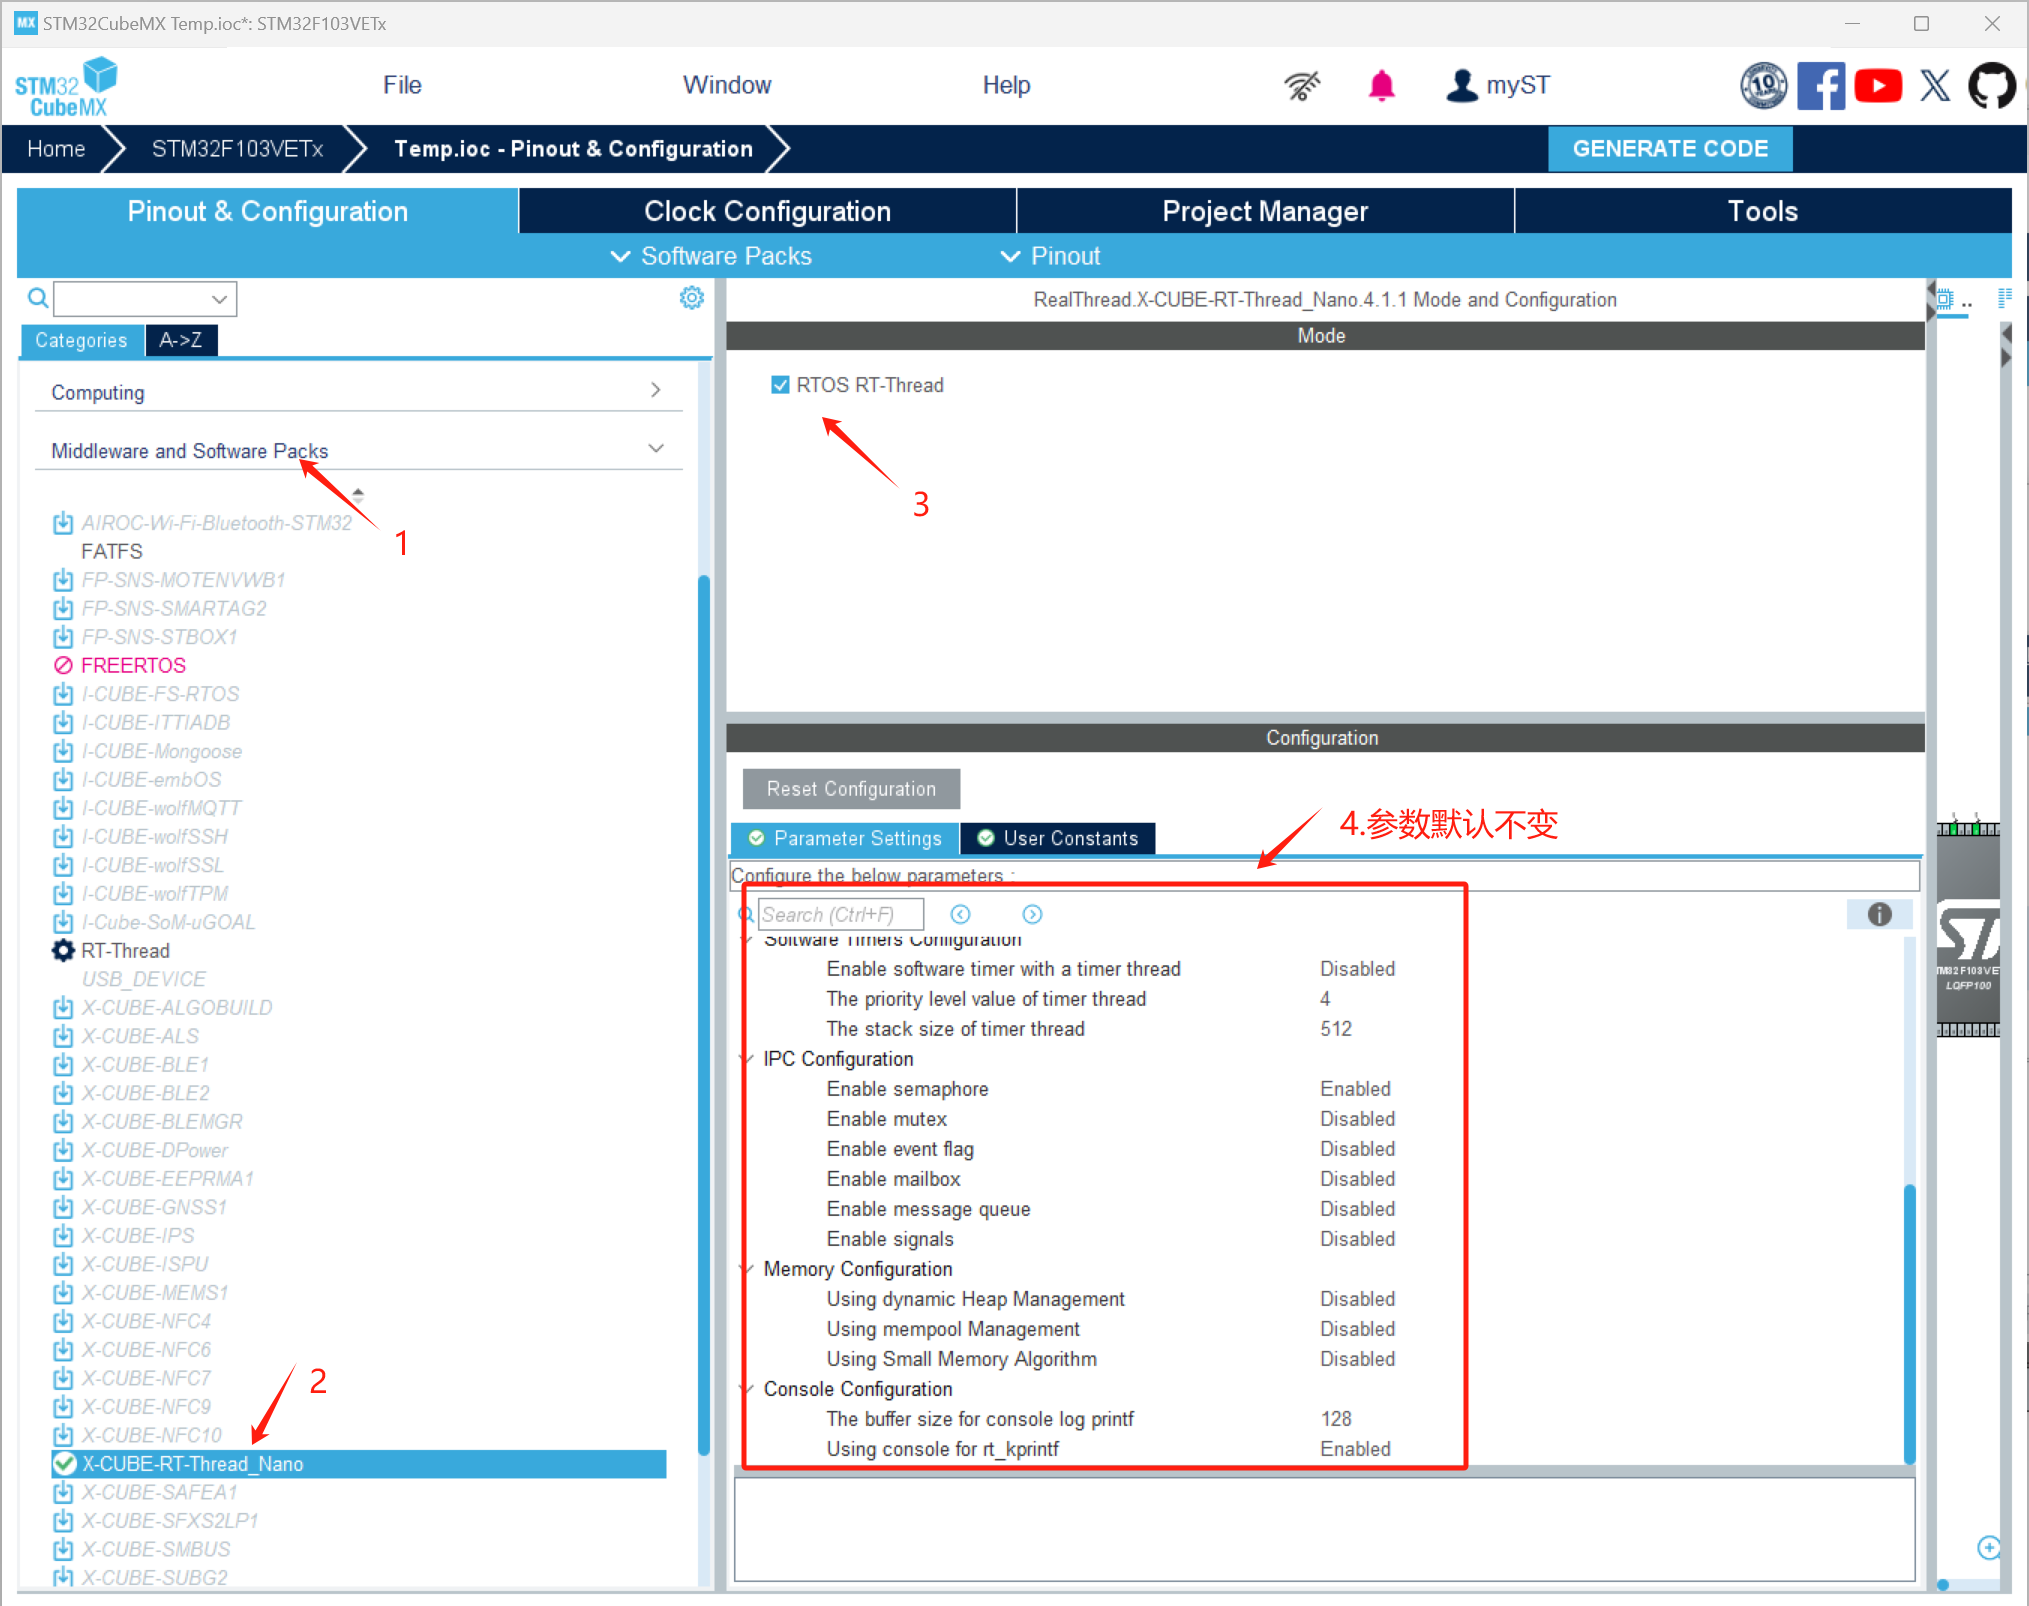 MX STM32CubeMX Temp.ioc*: STM32F103VETx
STM32
CubeMX
File
Window
Help
myST
10
Home
STM32F103VETx
Temp.ioc - Pinout & Configuration
GENERATE CODE
Pinout & Configuration
Clock Configuration
Project Manager
Tools
Software Packs
Pinout
Categories
A->Z
Computing
Middleware and Software Packs
1
AIROC-Wi-Fi-Bluetooth-STM32
FATFS
FP-SNS-MOTENVWB1
FP-SNS-SMARTAG2
FP-SNS-STBOX1
FREERTOS
I-CUBE-FS-RTOS
I-CUBE-ITTIADB
I-CUBE-Mongoose
I-CUBE-embOS
I-CUBE-wolfMQTT
I-CUBE-wolfSSH
I-CUBE-wolfSSL
I-CUBE-wolfTPM
I-Cube-SoM-uGOAL
RT-Thread
USB_DEVICE
X-CUBE-ALGOBUILD
X-CUBE-ALS
X-CUBE-BLE1
X-CUBE-BLE2
X-CUBE-BLEMGR
X-CUBE-DPower
X-CUBE-EEPRMA1
X-CUBE-GNSS1
X-CUBE-IPS
X-CUBE-ISPU
X-CUBE-MEMS1
X-CUBE-NFC4
X-CUBE-NFC6
X-CUBE-NFC7
X-CUBE-NFC9
X-CUBE-NFC10
2
X-CUBE-RT-Thread_Nano
X-CUBE-SAFEA1
X-CUBE-SFXS2LP1
X-CUBE-SMBUS
X-CUBE-SUBG2
RealThread.X-CUBE-RT-Thread_Nano.4.1.1 Mode and Configuration
..
Mode
RTOS RT-Thread
3
Configuration
Reset Configuration
4.参数默认不变
Parameter Settings
User Constants
Configure the below parameters :
Search (Ctrl+F)
Software Timers Configuration
Enable software timer with a timer thread Disabled
The priority level value of timer thread 4
The stack size of timer thread 512
IPC Configuration
Enable semaphore Enabled
Enable mutex Disabled
Enable event flag Disabled
Enable mailbox Disabled
Enable message queue Disabled
Enable signals Disabled
Memory Configuration
Using dynamic Heap Management Disabled
Using mempool Management Disabled
Using Small Memory Algorithm Disabled
Console Configuration
The buffer size for console log printf 128
Using console for rt_kprintf Enabled
LQFP100